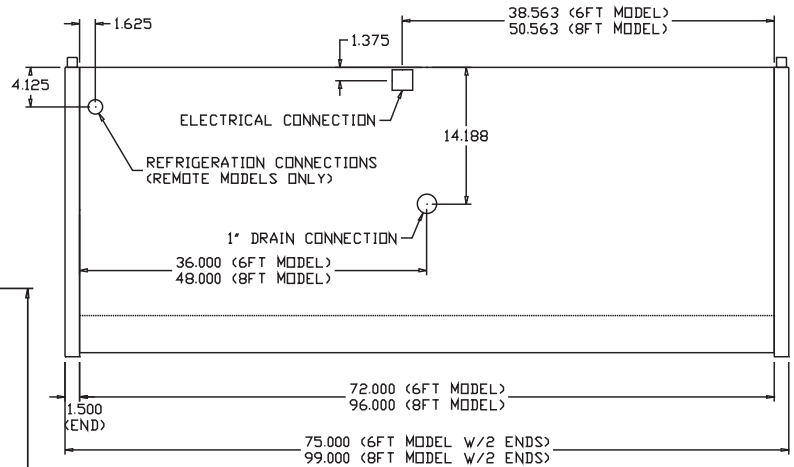 38.563 (6FT MODEL)
50.563 (8FT MODEL)
1.625
1.375
4.125
ELECTRICAL CONNECTION
14.188
REFRIGERATION CONNECTIONS
(REMOTE MODELS ONLY)
1" DRAIN CONNECTION
36.000 (6FT MODEL)
48.000 (8FT MODEL)
72.000 (6FT MODEL)
96.000 (8FT MODEL)
1.500
(END)
75.000 (6FT MODEL W/2 ENDS)
99.000 (8FT MODEL W/2 ENDS)